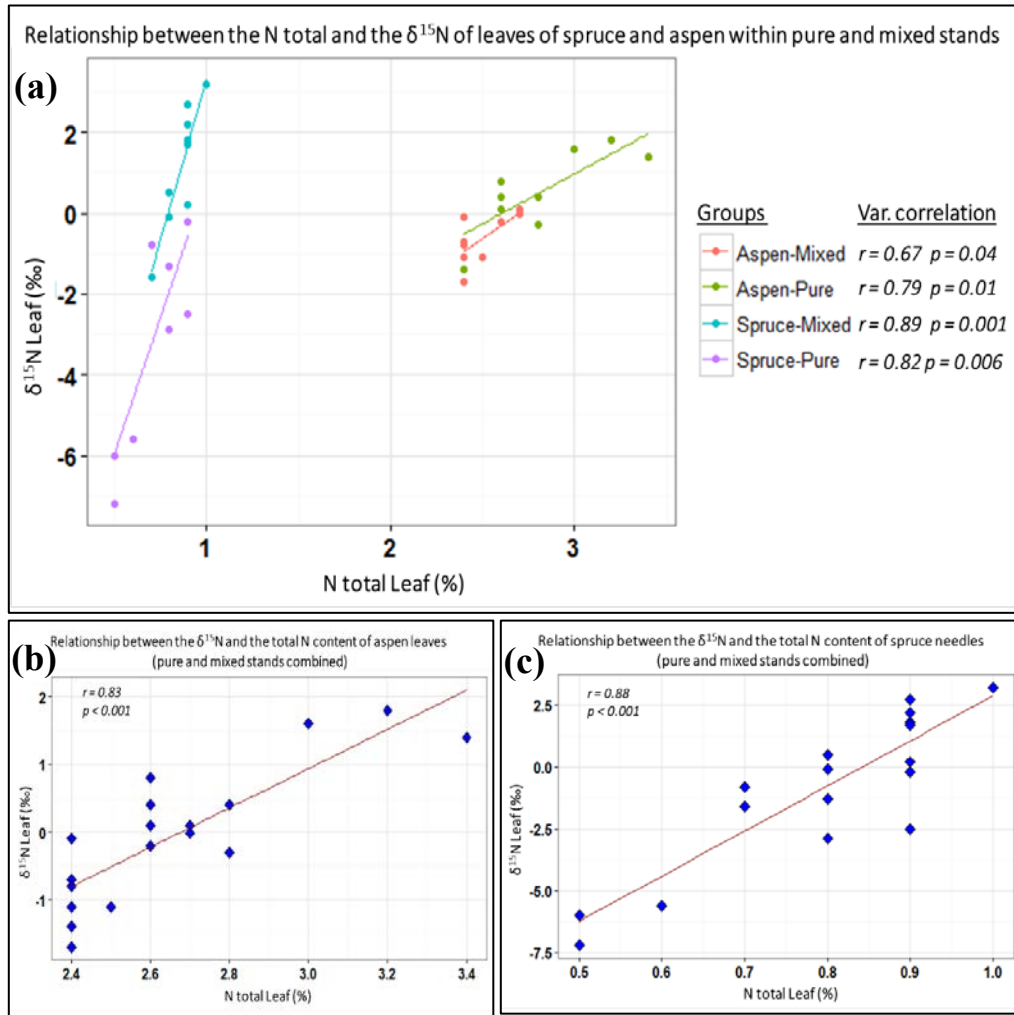 Relationship between the N total and the δ¹⁵N of leaves of spruce and aspen within pure and mixed stands
(a)
2
0
-2
-4
-6
δ¹⁵N Leaf (‰)
1
2
3
N total Leaf (%)
Groups Var. correlation
Aspen-Mixed r = 0.67 p = 0.04
Aspen-Pure r = 0.79 p = 0.01
Spruce-Mixed r = 0.89 p = 0.001
Spruce-Pure r = 0.82 p = 0.006
(b)
Relationship between the δ¹⁵N and the total N content of aspen leaves
(pure and mixed stands combined)
r = 0.83
p < 0.001
2
1
0
-1
δ¹⁵N Leaf (‰)
2.4 2.6 2.8 3.0 3.2 3.4
N total Leaf (%)
(c)
Relationship between the δ¹⁵N and the total N content of spruce needles
(pure and mixed stands combined)
r = 0.88
p < 0.001
2.5
0.0
-2.5
-5.0
-7.5
δ¹⁵N Leaf (‰)
0.5 0.6 0.7 0.8 0.9 1.0
N total Leaf (%)